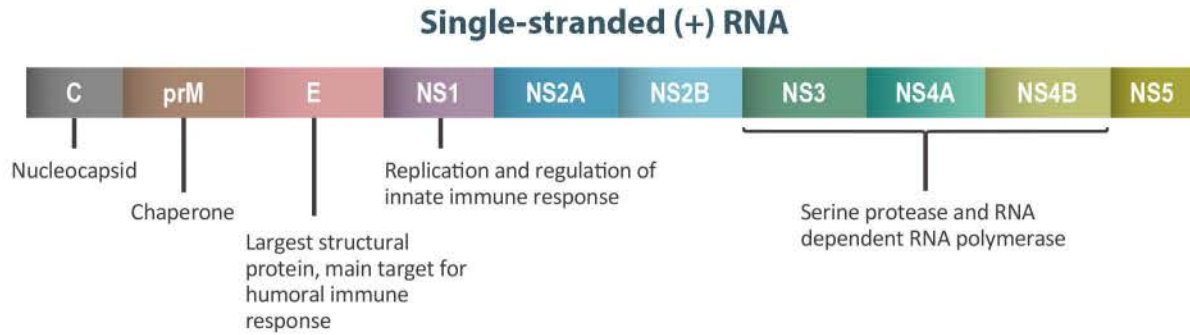 Single-stranded (+) RNA
C prM E NS1 NS2A NS2B NS3 NS4A NS4B NS5
Nucleocapsid
Chaperone
Largest structural
protein, main target for
humoral immune
response
Replication and regulation of
innate immune response
Serine protease and RNA
dependent RNA polymerase